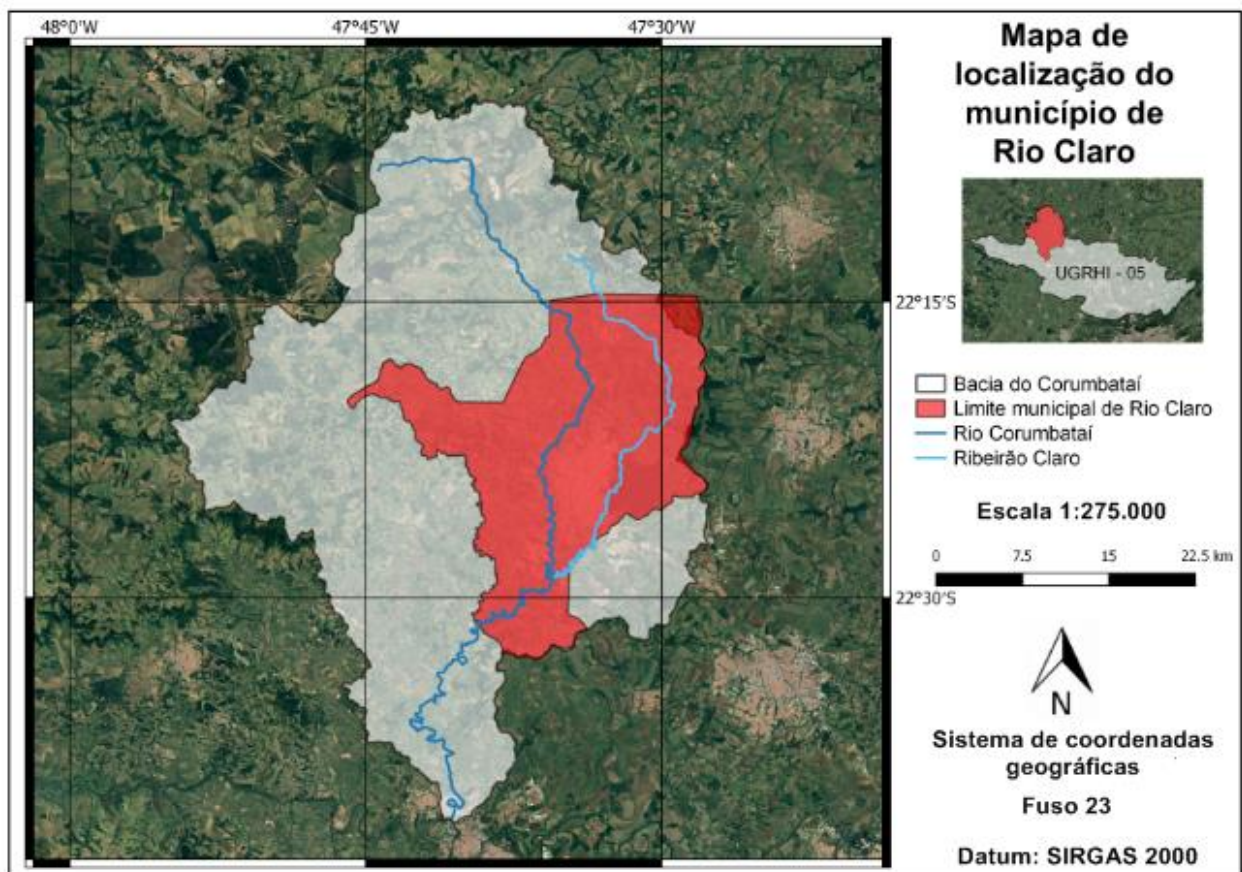 48°0'W 47°45'W 47°30'W
22°15'S
22°30'S
Mapa de
localização do
município de
Rio Claro
UGRHI - 05
Bacia do Corumbataí
Limite municipal de Rio Claro
Rio Corumbataí
Ribeirão Claro
Escala 1:275.000
0 7.5 15 22.5 km
N
Sistema de coordenadas
geográficas
Fuso 23
Datum: SIRGAS 2000